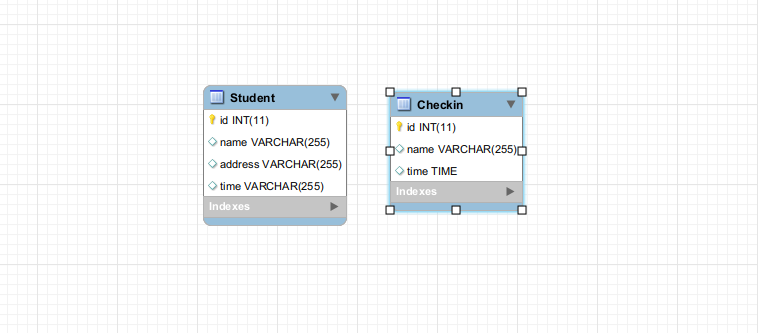 Student
id INT(11)
name VARCHAR(255)
address VARCHAR(255)
time VARCHAR(255)
Indexes
Checkin
id INT(11)
name VARCHAR(255)
time TIME
Indexes